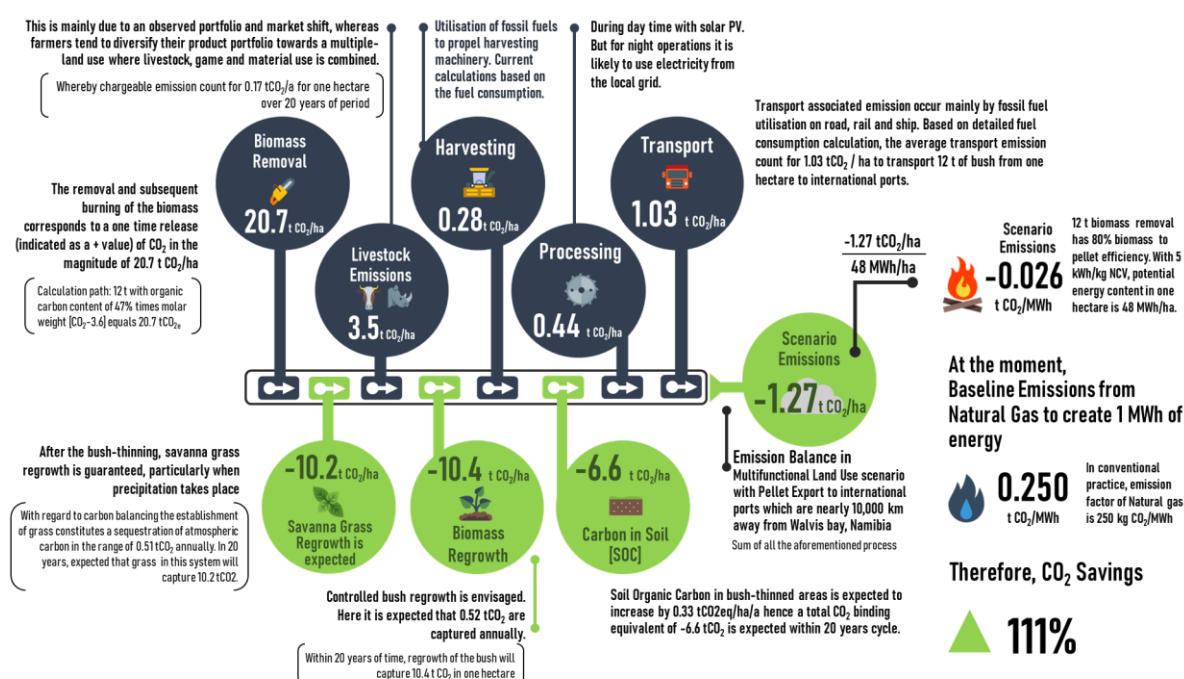 This is mainly due to an observed portfolio and market shift, whereas
farmers tend to diversify their product portfolio towards a multiple-
land use where livestock, game and material use is combined.
Whereby chargeable emission count for 0.17 tCO₂/a for one hectare
over 20 years of period
Utilisation of fossil fuels
to propel harvesting
machinery. Current
calculations based on
the fuel consumption.
During day time with solar PV.
But for night operations it is
likely to use electricity from
the local grid.
Transport associated emission occur mainly by fossil fuel
utilisation on road, rail and ship. Based on detailed fuel
consumption calculation, the average transport emission
count for 1.03 tCO₂ / ha to transport 12 t of bush from one
hectare to international ports.
Biomass
Removal
20.7 t CO₂/ha
Harvesting
0.28 t CO₂/ha
Transport
1.03 t CO₂/ha
The removal and subsequent
burning of the biomass
corresponds to a one time release
(indicated as a + value) of CO₂ in the
magnitude of 20.7 t CO₂/ha
Calculation path: 12 t with organic
carbon content of 47% times molar
weight [CO₂-3.6] equals 20.7 tCO₂ₑ
Livestock
Emissions
3.5 t CO₂/ha
Processing
0.44 t CO₂/ha
-1.27 tCO₂/ha
48 MWh/ha
Scenario
Emissions
-0.026
t CO₂/MWh
12 t biomass removal
has 80% biomass to
pellet efficiency. With 5
kWh/kg NCV, potential
energy content in one
hectare is 48 MWh/ha.
Scenario
Emissions
-1.27 t CO₂/ha
At the moment,
Baseline Emissions from
Natural Gas to create 1 MWh of
energy
0.250
t CO₂/MWh
In conventional
practice, emission
factor of Natural gas
is 250 kg CO₂/MWh
Therefore, CO₂ Savings
111%
After the bush-thinning, savanna grass
regrowth is guaranteed, particularly when
precipitation takes place
With regard to carbon balancing the establishment
of grass constitutes a sequestration of atmospheric
carbon in the range of 0.51 tCO₂ annually. In 20
years, expected that grass in this system will
capture 10.2 tCO2.
-10.2 t CO₂/ha
Savanna Grass
Regrowth is
expected
-10.4 t CO₂/ha
Biomass
Regrowth
-6.6 t CO₂/ha
Carbon in Soil
[SOC]
Emission Balance in
Multifunctional Land Use scenario
with Pellet Export to international
ports which are nearly 10,000 km
away from Walvis bay, Namibia
Sum of all the aforementioned process
Controlled bush regrowth is envisaged.
Here it is expected that 0.52 tCO₂ are
captured annually.
Within 20 years of time, regrowth of the bush will
capture 10.4 t CO₂ in one hectare
Soil Organic Carbon in bush-thinned areas is expected to
increase by 0.33 tCO2eq/ha/a hence a total CO₂ binding
equivalent of -6.6 tCO₂ is expected within 20 years cycle.